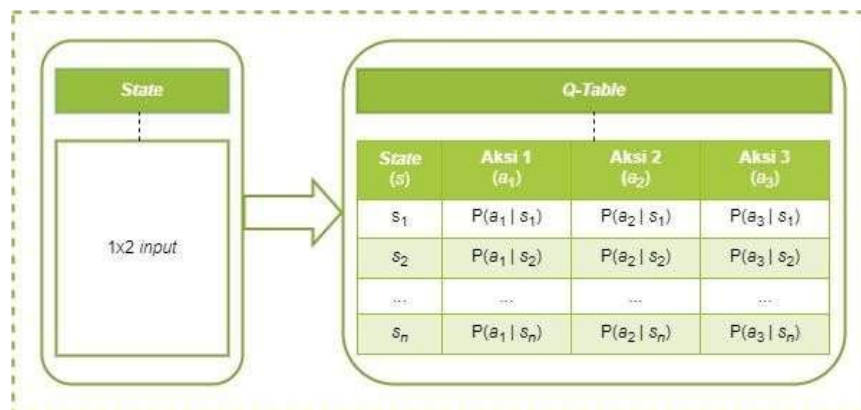 State
1x2 input
Q-Table
State (s) Aksi 1 (a₁) Aksi 2 (a₂) Aksi 3 (a₃)
s₁ P(a₁ | s₁) P(a₂ | s₁) P(a₃ | s₁)
s₂ P(a₁ | s₂) P(a₂ | s₂) P(a₃ | s₂)
... ... ... ...
sₙ P(a₁ | sₙ) P(a₂ | sₙ) P(a₃ | sₙ)